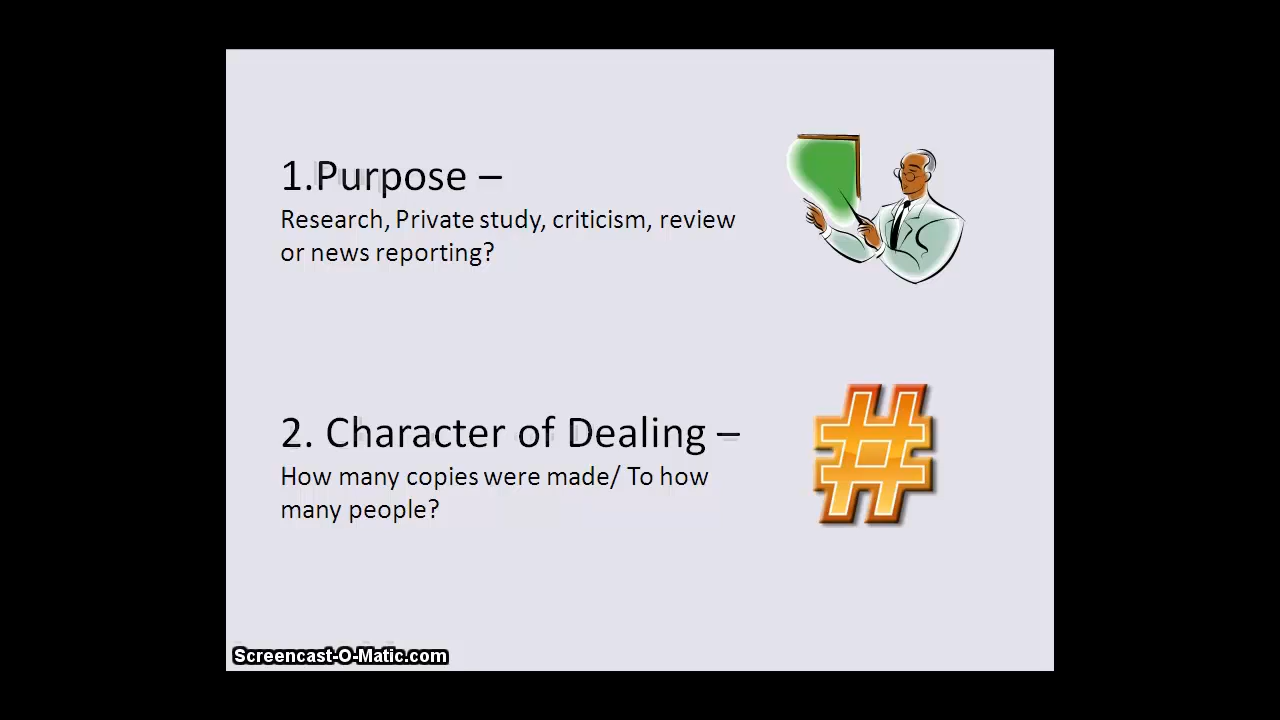 1.Purpose –
Research, Private study, criticism, review
or news reporting?
2. Character of Dealing –
How many copies were made/ To how
many people?
Screencast-O-Matic.com